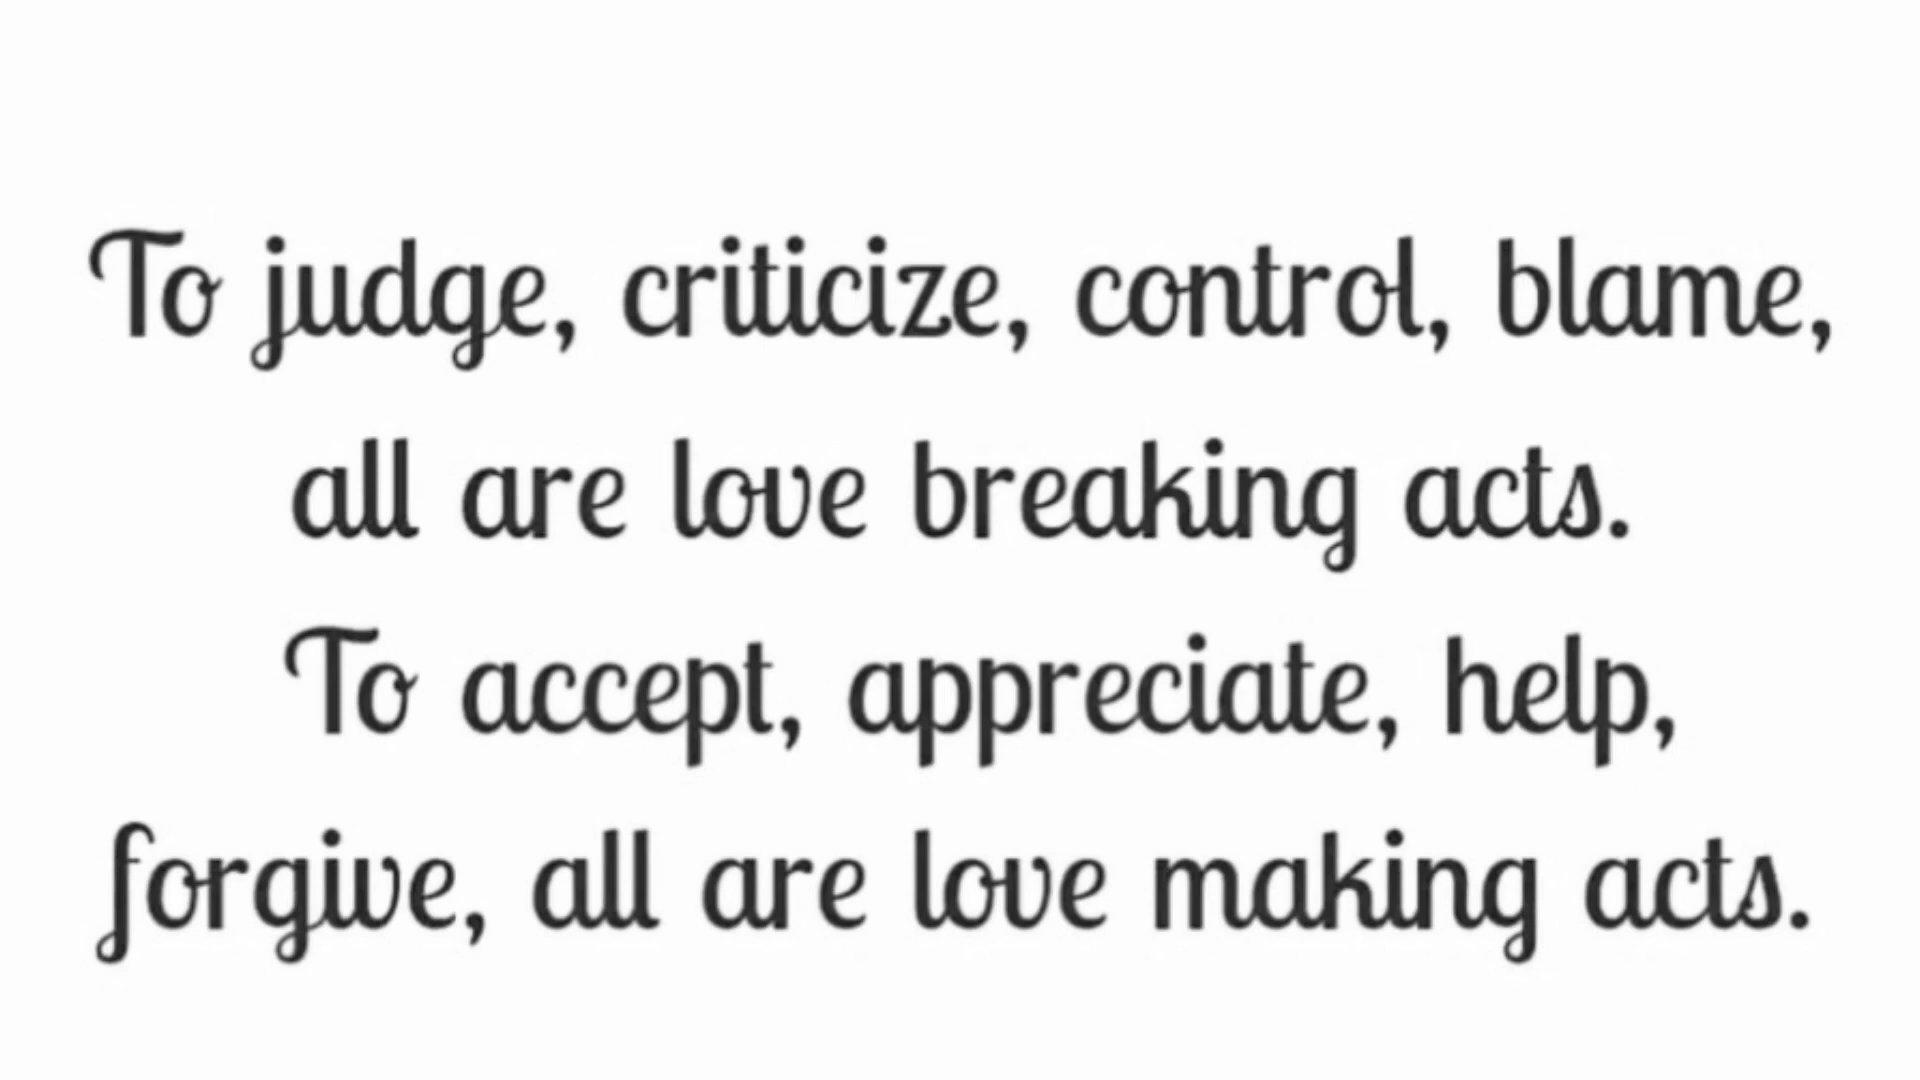 To judge, criticize, control, blame,
all are love breaking acts.
To accept, appreciate, help,
forgive, all are love making acts.